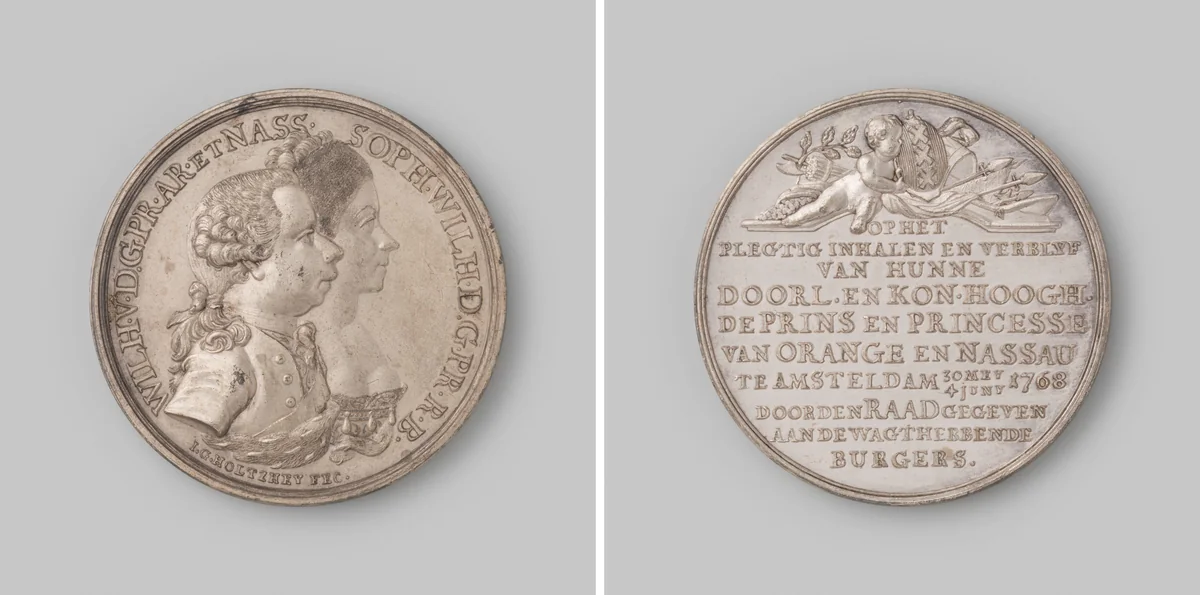 WILH·V·D·G·PR·AR·ET NASS· SOPH·WILH·D·G·PR·R·B·
I·G·HOLTZHEY FEC·
OP HET
PLEGTIG INHALEN EN VERBLYF
VAN HUNNE
DOORL·EN KON·HOOGH·
DE PRINS EN PRINCESSE
VAN ORANGE EN NASSAU
TE AMSTELDAM 30 MEY 4 JUNY 1768
DOOR DEN RAAD GEGEVEN
AAN DE WAGTHEBBENDE
BURGERS.